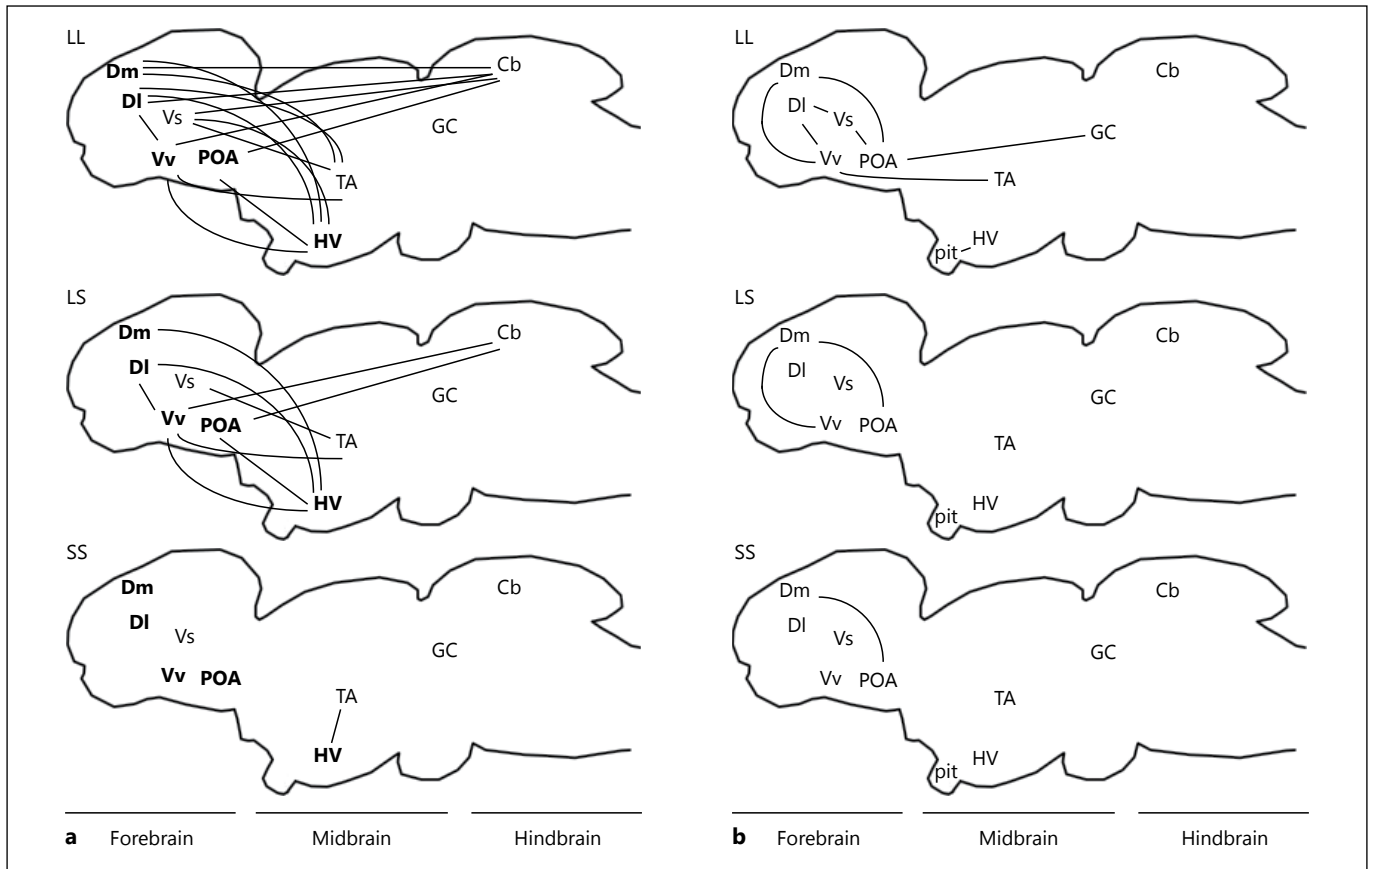 LL
Dm
Cb
Dl
Vs
GC
Vv POA
TA
HV
LS
Dm
Cb
Dl
Vs
GC
Vv POA
TA
HV
SS
Dm
Cb
Dl
Vs
GC
Vv POA
TA
HV
a Forebrain Midbrain Hindbrain
LL
Dm
Cb
Dl
Vs
GC
Vv POA
TA
HV
pit
LS
Dm
Cb
Dl
Vs
GC
Vv POA
TA
HV
pit
SS
Dm
Cb
Dl
Vs
GC
Vv POA
TA
HV
pit
b Forebrain Midbrain Hindbrain